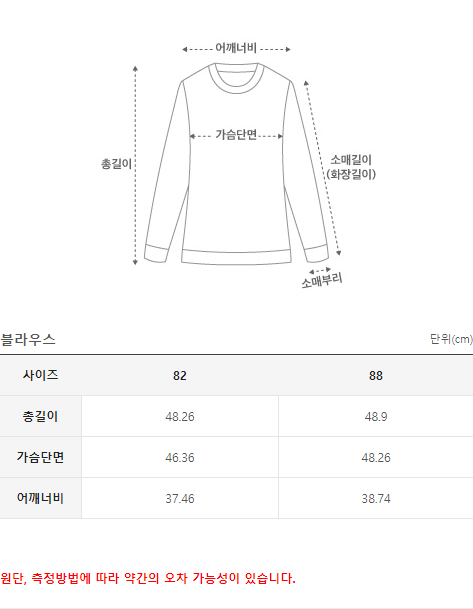 어깨너비
가슴단면
총길이
소매길이
(화장길이)
소매부리
블라우스 단위(cm)
사이즈 82 88
총길이 48.26 48.9
가슴단면 46.36 48.26
어깨너비 37.46 38.74
원단, 측정방법에 따라 약간의 오차 가능성이 있습니다.